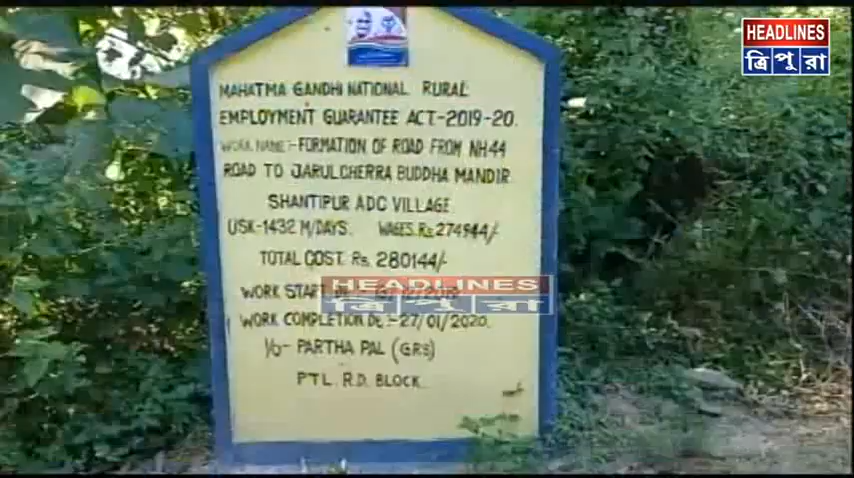 HEADLINES
ত্রিপুরা
MAHATMA GANDHI NATIONAL RURAL
EMPLOYMENT GUARANTEE ACT-2019-20.
WORK NAME:-FORMATION OF ROAD FROM NH44
ROAD TO JARULCHERRA BUDDHA MANDIR
SHANTIPUR ADC VILLAGE
USK-1432 M/DAYS. WAGES. Rs 274944/-
TOTAL COST. Rs. 280144/-
HEADLINES
ত্রিপুরা
WORK START
WORK COMPLETION DE :-27/01/2020.
I/O- PARTHA PAL (GRS)
PTL. R.D. BLOCK.